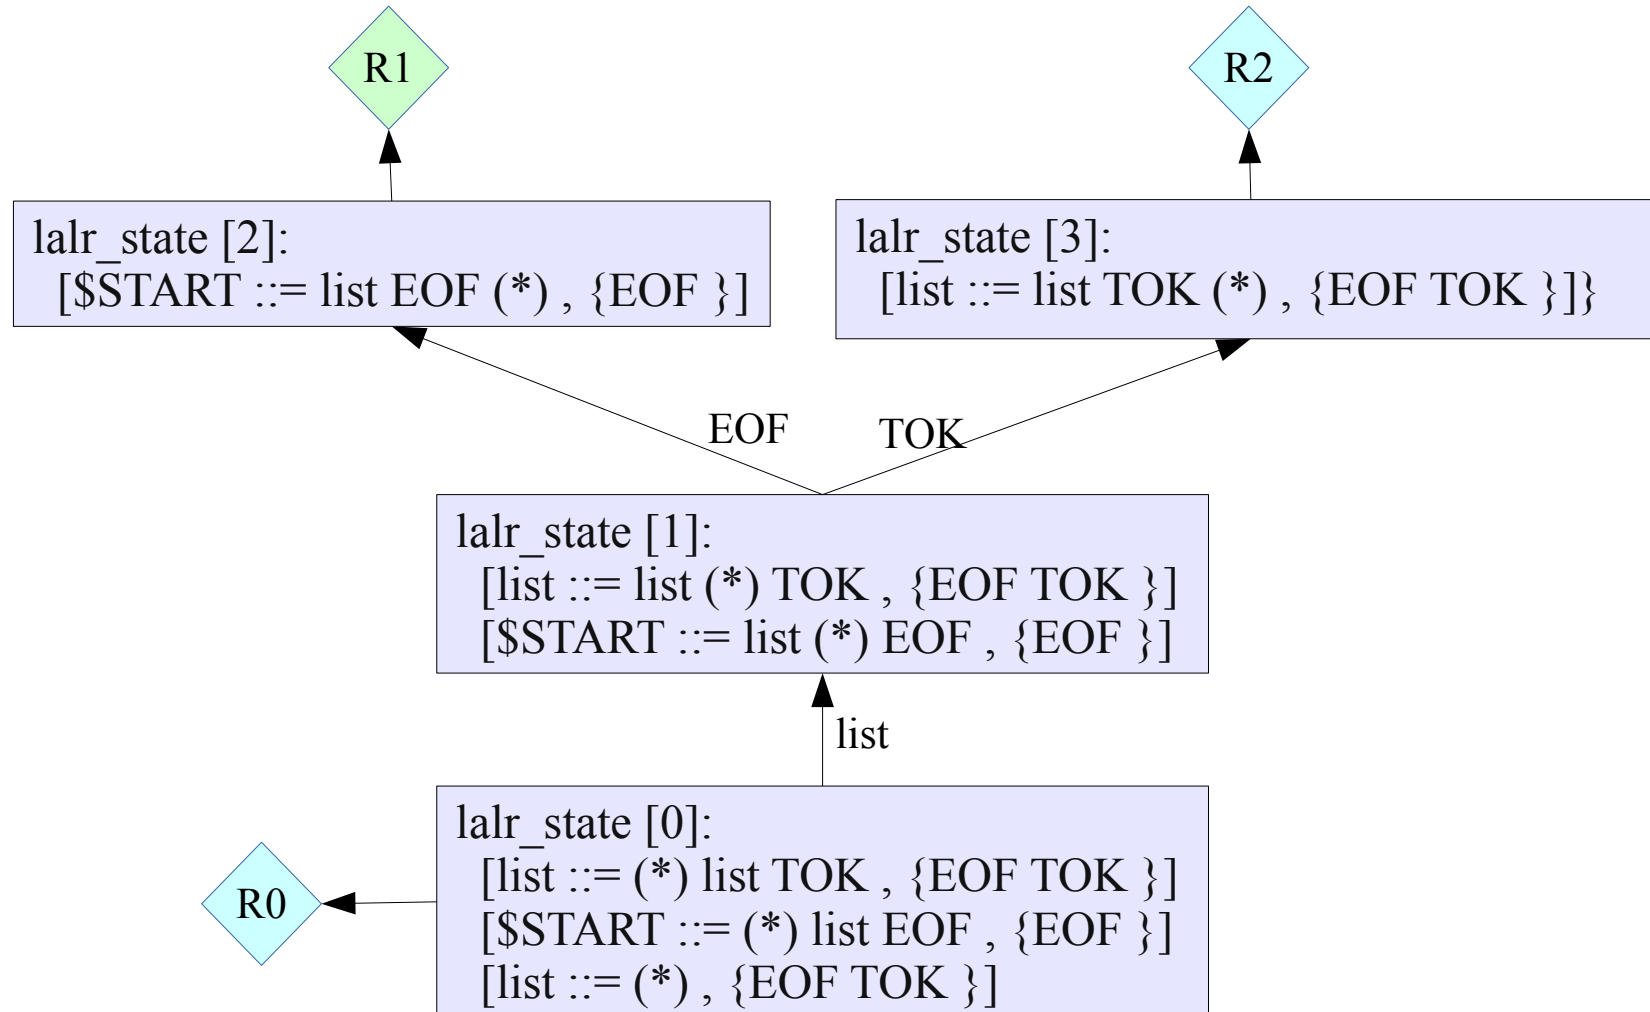 R1
R2
lalr_state [2]:
[$START ::= list EOF (*) , {EOF }]
lalr_state [3]:
[list ::= list TOK (*) , {EOF TOK }]}
EOF
TOK
lalr_state [1]:
[list ::= list (*) TOK , {EOF TOK }]
[$START ::= list (*) EOF , {EOF }]
list
lalr_state [0]:
[list ::= (*) list TOK , {EOF TOK }]
R0
[$START ::= (*) list EOF , {EOF }]
[list ::= (*) , {EOF TOK }]